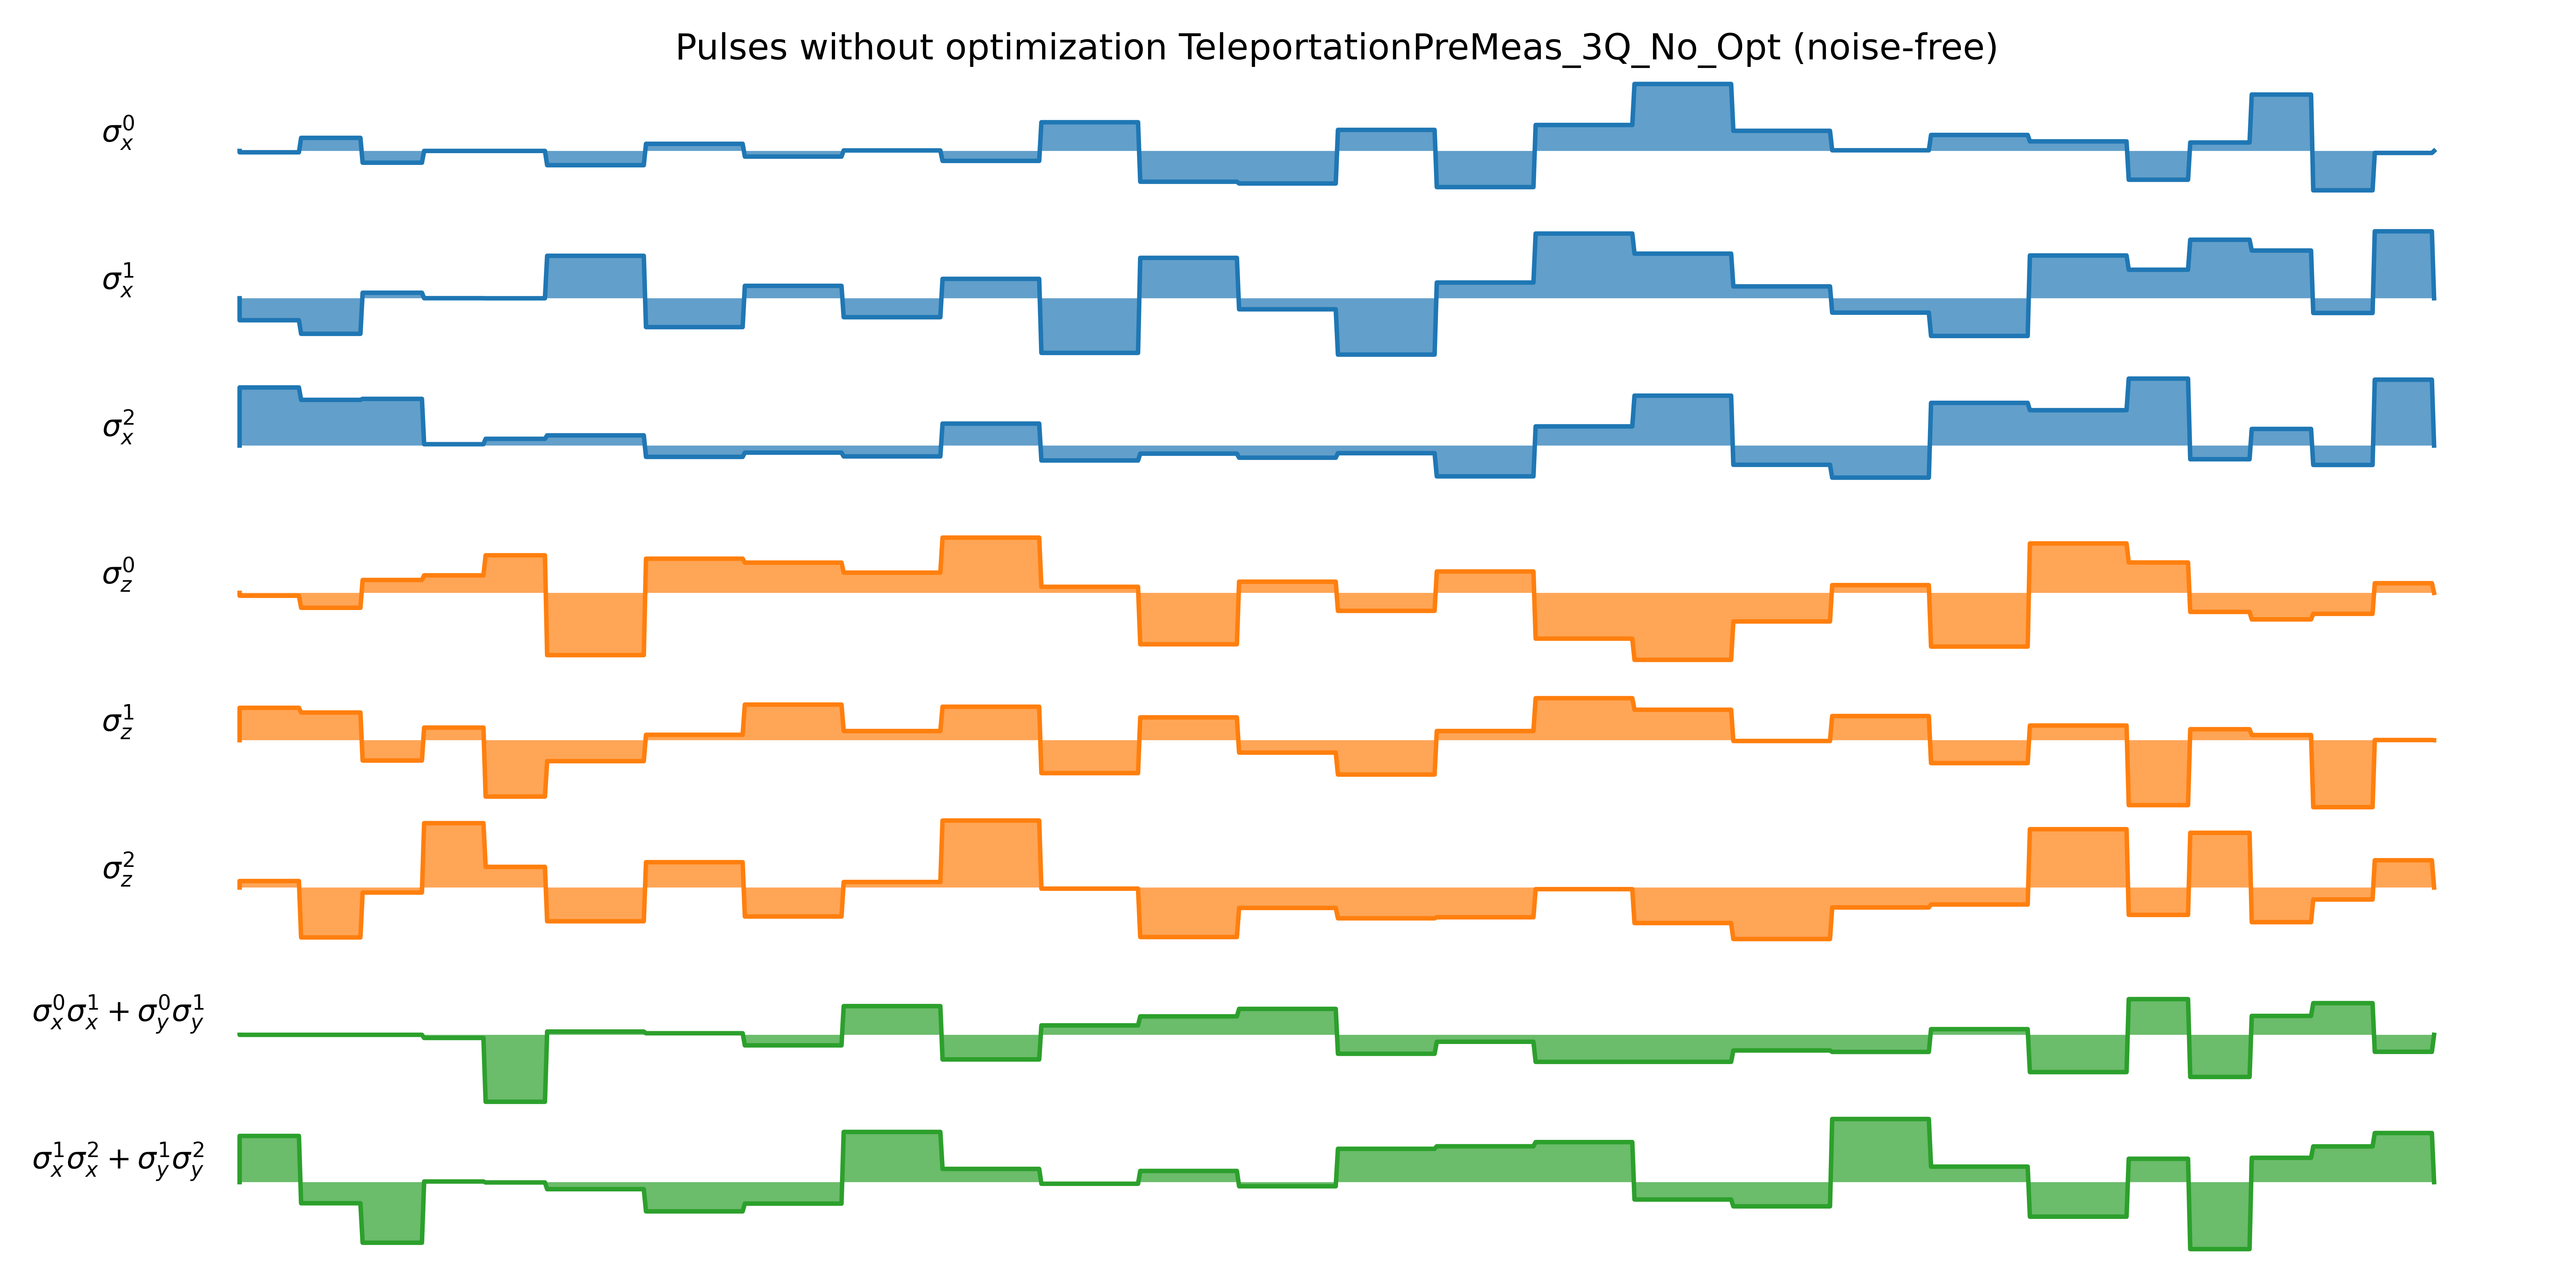 Pulses without optimization TeleportationPreMeas_3Q_No_Opt (noise-free)
σ_x^0
σ_x^1
σ_x^2
σ_z^0
σ_z^1
σ_z^2
σ_x^0σ_x^1 + σ_y^0σ_y^1
σ_x^1σ_x^2 + σ_y^1σ_y^2